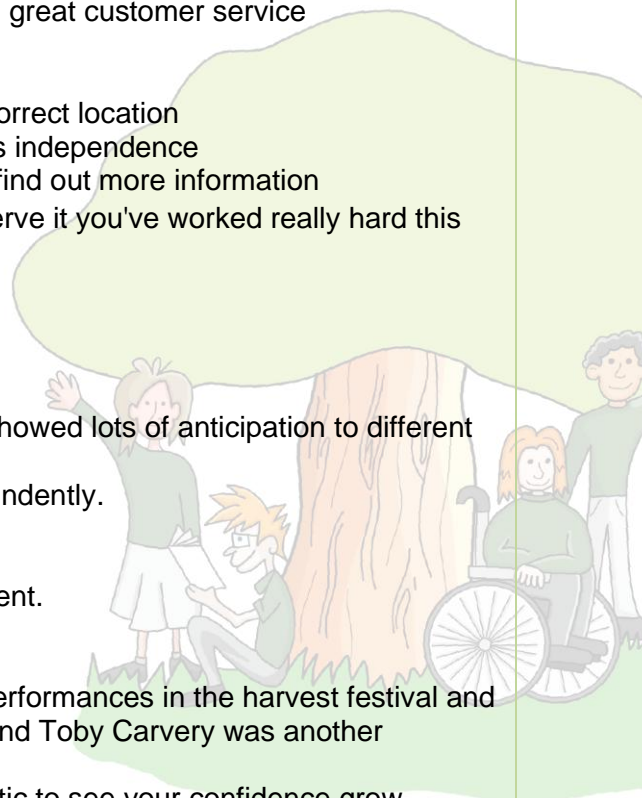 great customer service
orrect location
s independence
find out more information
erve it you've worked really hard this
howed lots of anticipation to different
ndently.
ent.
erformances in the harvest festival and
nd Toby Carvery was another
tic to see your confidence grow